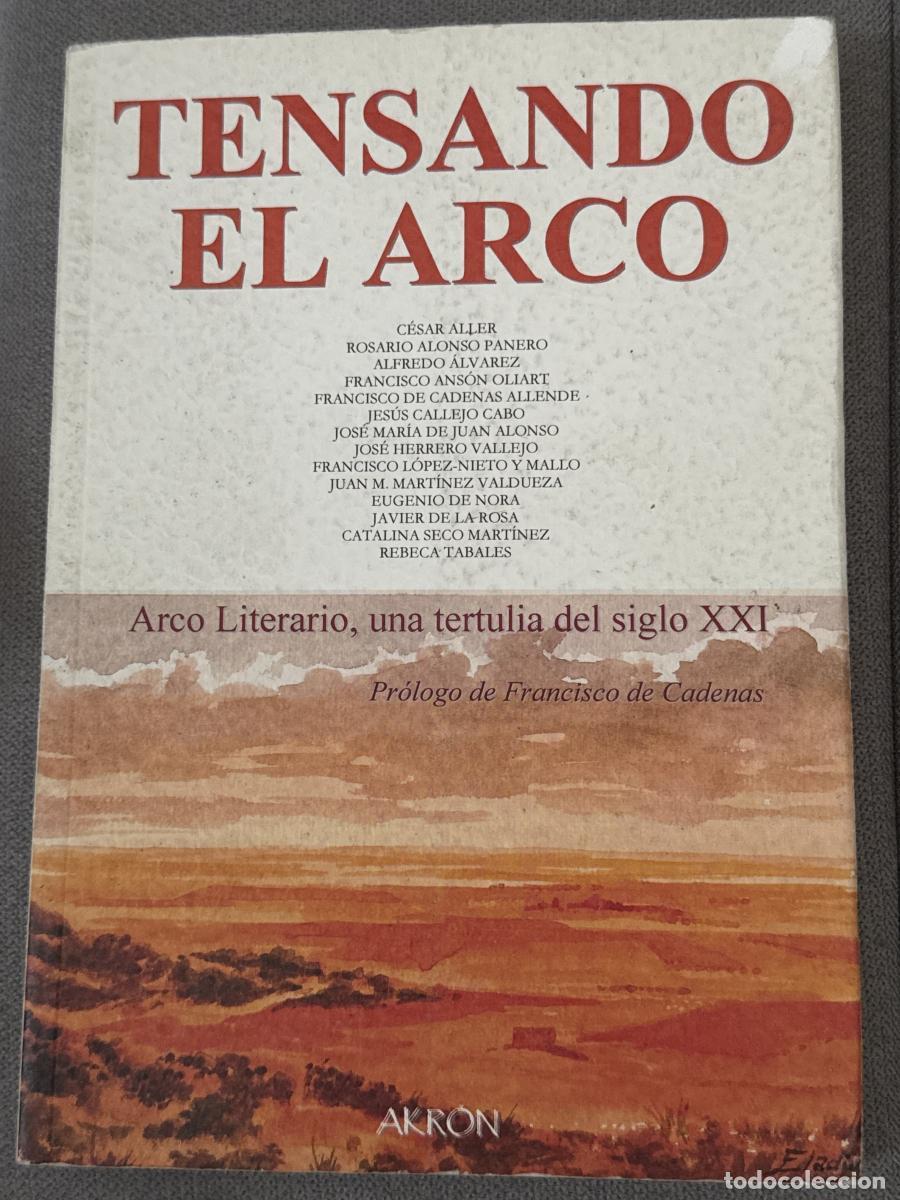 TENSANDO
EL ARCO
CÉSAR ALLER
ROSARIO ALONSO PANERO
ALFREDO ÁLVAREZ
FRANCISCO ANSÓN OLIART
FRANCISCO DE CADENAS ALLENDE
JESÚS CALLEJO CABO
JOSÉ MARÍA DE JUAN ALONSO
JOSÉ HERRERO VALLEJO
FRANCISCO LÓPEZ-NIETO Y MALLO
JUAN M. MARTÍNEZ VALDUEZA
EUGENIO DE NORA
JAVIER DE LA ROSA
CATALINA SECO MARTÍNEZ
REBECA TABALES
Arco Literario, una tertulia del siglo XXI
Prólogo de Francisco de Cadenas
AKRÓN
todocoleccion